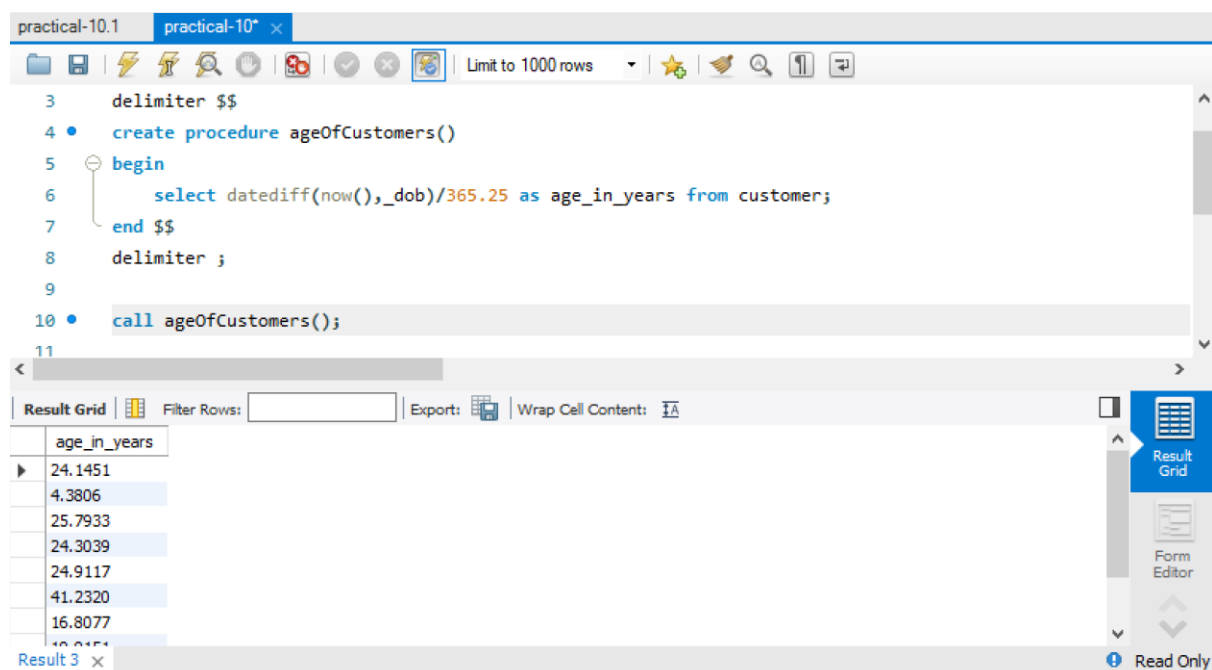 practical-10.1 practical-10* ×
Limit to 1000 rows
3 delimiter $$
4 create procedure ageOfCustomers()
5 begin
6 select datediff(now(),_dob)/365.25 as age_in_years from customer;
7 end $$
8 delimiter ;
9
10 call ageOfCustomers();
11
Result Grid Filter Rows: Export: Wrap Cell Content: IA
age_in_years
24.1451
4.3806
25.7933
24.3039
24.9117
41.2320
16.8077
Result Grid
Form Editor
Result 3 × Read Only